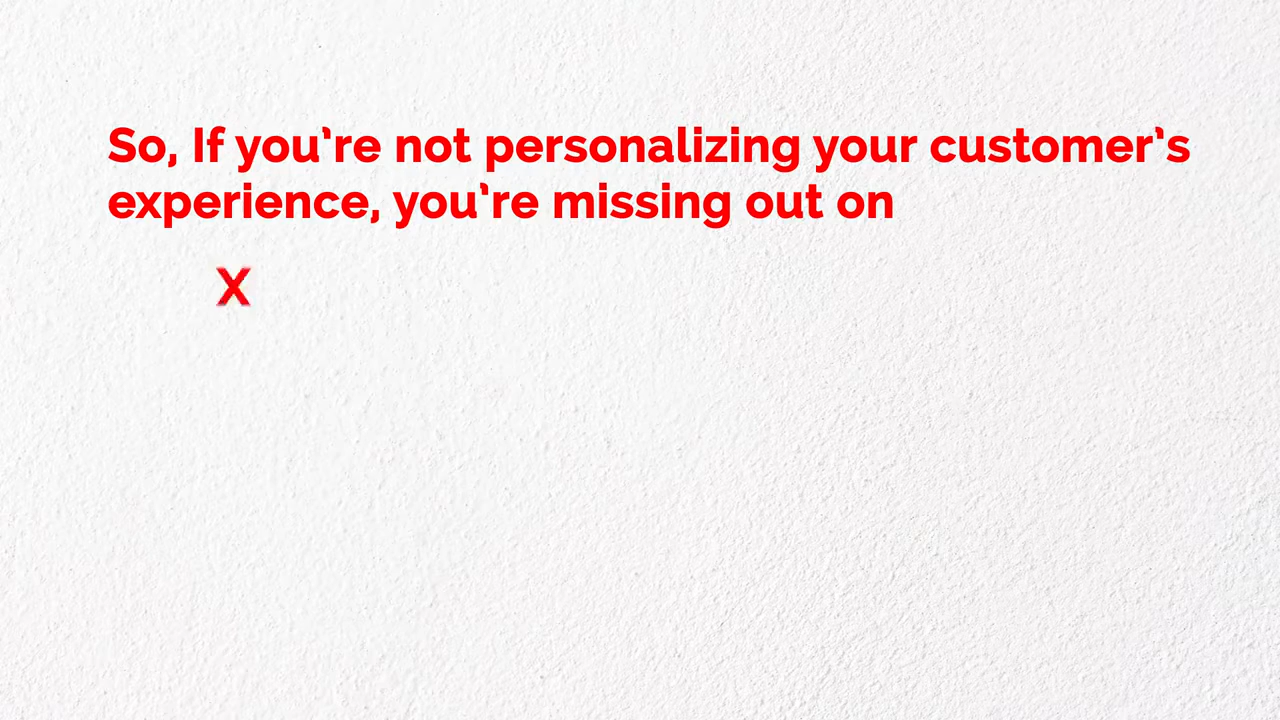 So, If you’re not personalizing your customer’s
experience, you’re missing out on
X